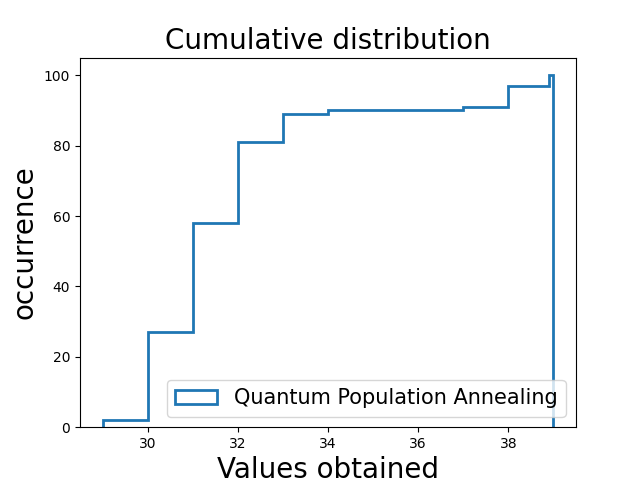 Cumulative distribution
100
80
60
40
20
0
occurrence
Quantum Population Annealing
30 32 34 36 38
Values obtained